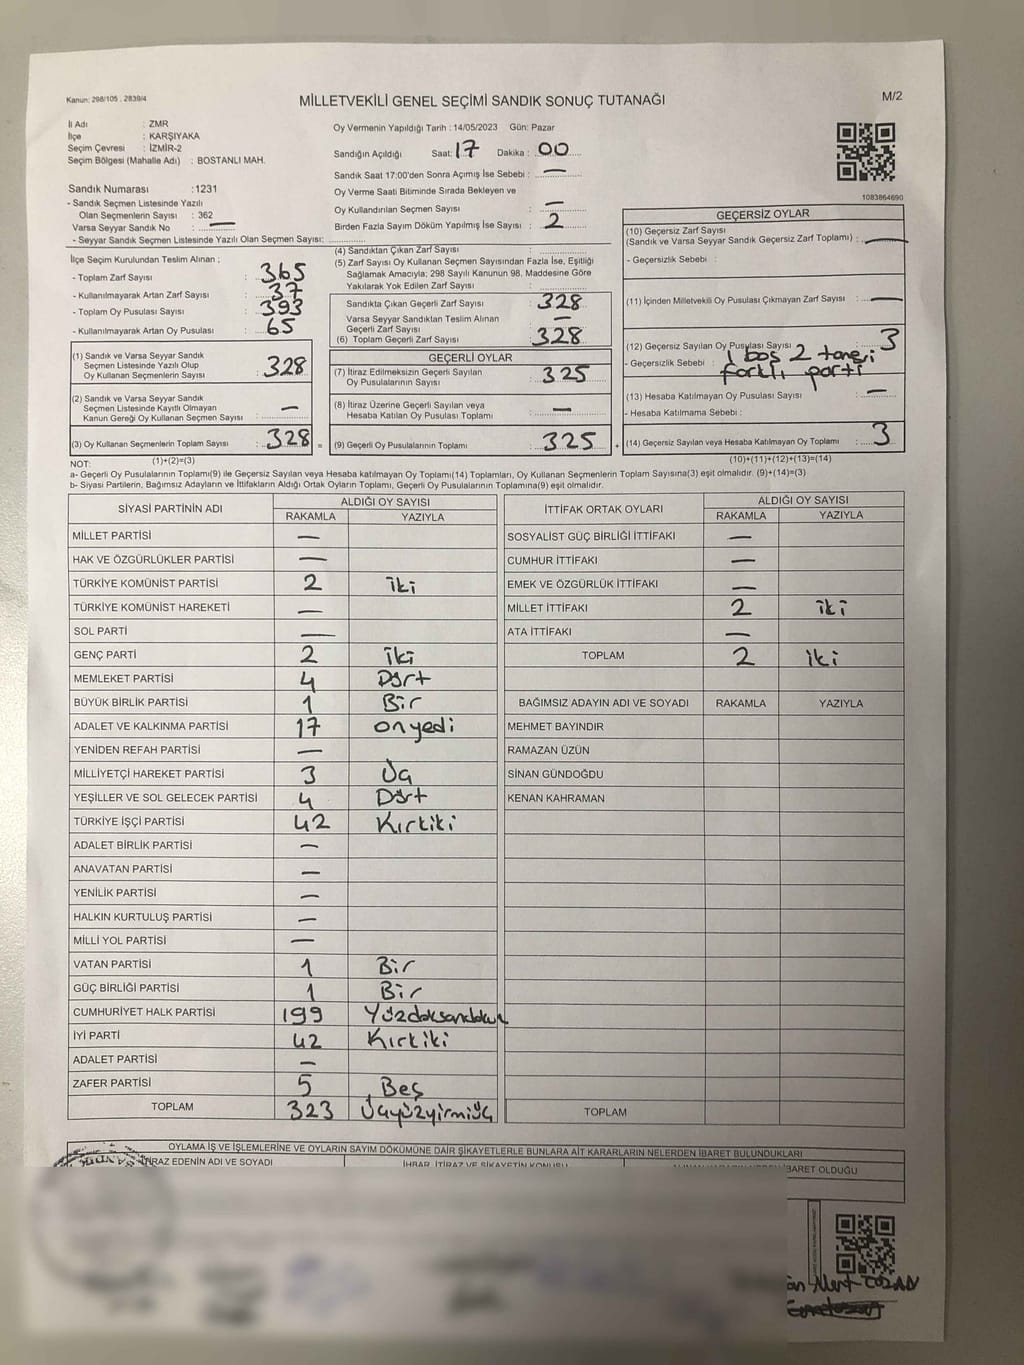 Kanun: 298/105 , 2839/4
MİLLETVEKİLİ GENEL SEÇİMİ SANDIK SONUÇ TUTANAĞI
M/2
İl Adı : ZMR
İlçe : KARŞIYAKA
Seçim Çevresi : İZMİR-2
Seçim Bölgesi (Mahalle Adı) : BOSTANLI MAH.
Oy Vermenin Yapıldığı Tarih : 14/05/2023 Gün: Pazar
Sandığın Açıldığı Saat: 17 Dakika : 00
Sandık Saat 17:00'den Sonra Açımış İse Sebebi : —
Oy Verme Saati Bitiminde Sırada Bekleyen ve
Oy Kullandırılan Seçmen Sayısı : —
Birden Fazla Sayım Döküm Yapılmış İse Sayısı : 2
1083864690
Sandık Numarası :1231
- Sandık Seçmen Listesinde Yazılı
Olan Seçmenlerin Sayısı : 362
Varsa Seyyar Sandık No : —
- Seyyar Sandık Seçmen Listesinde Yazılı Olan Seçmen Sayısı:
İlçe Seçim Kurulundan Teslim Alınan ;
- Toplam Zarf Sayısı : 365
- Kullanılmayarak Artan Zarf Sayısı : 37
- Toplam Oy Pusulası Sayısı : 393
- Kullanılmayarak Artan Oy Pusulası : 65
(1) Sandık ve Varsa Seyyar Sandık
Seçmen Listesinde Yazılı Olup
Oy Kullanan Seçmenlerin Sayısı : 328
(2) Sandık ve Varsa Seyyar Sandık
Seçmen Listesinde Kayıtlı Olmayan
Kanun Gereği Oy Kullanan Seçmen Sayısı : —
(3) Oy Kullanan Seçmenlerin Toplam Sayısı : 328 =
(1)+(2)=(3)
(4) Sandıktan Çıkan Zarf Sayısı :
(5) Zarf Sayısı Oy Kullanan Seçmen Sayısından Fazla İse, Eşitliği
Sağlamak Amacıyla; 298 Sayılı Kanunun 98. Maddesine Göre
Yakılarak Yok Edilen Zarf Sayısı :
Sandıkta Çıkan Geçerli Zarf Sayısı : 328
Varsa Seyyar Sandıktan Teslim Alınan
Geçerli Zarf Sayısı : —
(6) Toplam Geçerli Zarf Sayısı : 328
GEÇERLİ OYLAR
(7) İtiraz Edilmeksizin Geçerli Sayılan
Oy Pusulalarının Sayısı : 325
(8) İtiraz Üzerine Geçerli Sayılan veya
Hesaba Katılan Oy Pusulası Toplamı : —
(9) Geçerli Oy Pusulalarının Toplamı : 325 +
GEÇERSİZ OYLAR
(10) Geçersiz Zarf Sayısı
(Sandık ve Varsa Seyyar Sandık Geçersiz Zarf Toplamı) : —
- Geçersizlik Sebebi :
(11) İçinden Milletvekili Oy Pusulası Çıkmayan Zarf Sayısı : —
(12) Geçersiz Sayılan Oy Pusulası Sayısı : 3
- Geçersizlik Sebebi : 1 boş 2 tanesi
farklı parti
(13) Hesaba Katılmayan Oy Pusulası Sayısı : —
- Hesaba Katılmama Sebebi :
(14) Geçersiz Sayılan veya Hesaba Katılmayan Oy Toplamı : 3
(10)+(11)+(12)+(13)=(14)
NOT:
a- Geçerli Oy Pusulalarının Toplamı(9) ile Geçersiz Sayılan veya Hesaba katılmayan Oy Toplamı(14) Toplamları, Oy Kullanan Seçmenlerin Toplam Sayısına(3) eşit olmalıdır. (9)+(14)=(3)
b- Siyasi Partilerin, Bağımsız Adayların ve İttifakların Aldığı Ortak Oyların Toplamı, Geçerli Oy Pusulalarının Toplamına(9) eşit olmalıdır.
SİYASİ PARTİNİN ADI ALDIĞI OY SAYISI
RAKAMLA YAZIYLA
MİLLET PARTİSİ —
HAK VE ÖZGÜRLÜKLER PARTİSİ —
TÜRKİYE KOMÜNİST PARTİSİ 2 iki
TÜRKİYE KOMÜNİST HAREKETİ —
SOL PARTİ —
GENÇ PARTİ 2 iki
MEMLEKET PARTİSİ 4 Dört
BÜYÜK BİRLİK PARTİSİ 1 Bir
ADALET VE KALKINMA PARTİSİ 17 onyedi
YENİDEN REFAH PARTİSİ —
MİLLİYETÇİ HAREKET PARTİSİ 3 Üç
YEŞİLLER VE SOL GELECEK PARTİSİ 4 Dört
TÜRKİYE İŞÇİ PARTİSİ 42 Kırkiki
ADALET BİRLİK PARTİSİ —
ANAVATAN PARTİSİ —
YENİLİK PARTİSİ —
HALKIN KURTULUŞ PARTİSİ —
MİLLİ YOL PARTİSİ —
VATAN PARTİSİ 1 Bir
GÜÇ BİRLİĞİ PARTİSİ 1 Bir
CUMHURİYET HALK PARTİSİ 199 Yüzdoksandokuz
İYİ PARTİ 42 Kırkiki
ADALET PARTİSİ —
ZAFER PARTİSİ 5 Beş
TOPLAM 323 Üçyüzyirmiüç
İTTİFAK ORTAK OYLARI ALDIĞI OY SAYISI
RAKAMLA YAZIYLA
SOSYALİST GÜÇ BİRLİĞİ İTTİFAKI —
CUMHUR İTTİFAKI —
EMEK VE ÖZGÜRLÜK İTTİFAKI —
MİLLET İTTİFAKI 2 iki
ATA İTTİFAKI —
TOPLAM 2 iki
BAĞIMSIZ ADAYIN ADI VE SOYADI RAKAMLA YAZIYLA
MEHMET BAYINDIR
RAMAZAN ÜZÜN
SİNAN GÜNDOĞDU
KENAN KAHRAMAN
TOPLAM
OYLAMA İŞ VE İŞLEMLERİNE VE OYLARIN SAYIM DÖKÜMÜNE DAİR ŞİKAYETLERLE BUNLARA AİT KARARLARIN NELERDEN İBARET BULUNDUKLARI
İTİRAZ EDENİN ADI VE SOYADI İHBAR, İTİRAZ VE ŞİKAYETİN KONUSU İBARET OLDUĞU